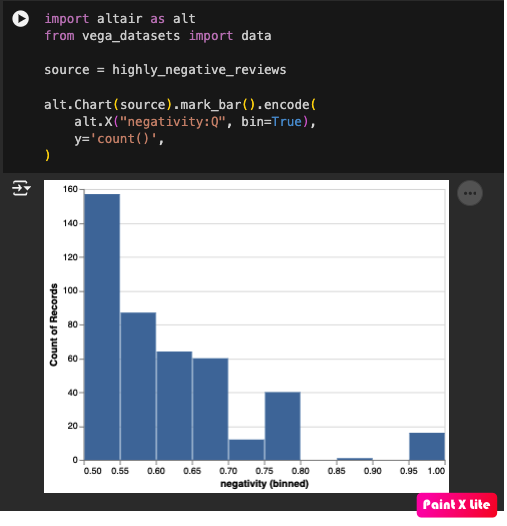 import altair as alt
from vega_datasets import data
source = highly_negative_reviews
alt.Chart(source).mark_bar().encode(
    alt.X("negativity:Q", bin=True),
    y='count()',
)
160
140
120
100
80
60
40
20
0
Count of Records
0.50 0.55 0.60 0.65 0.70 0.75 0.80 0.85 0.90 0.95 1.00
negativity (binned)
Paint X lite